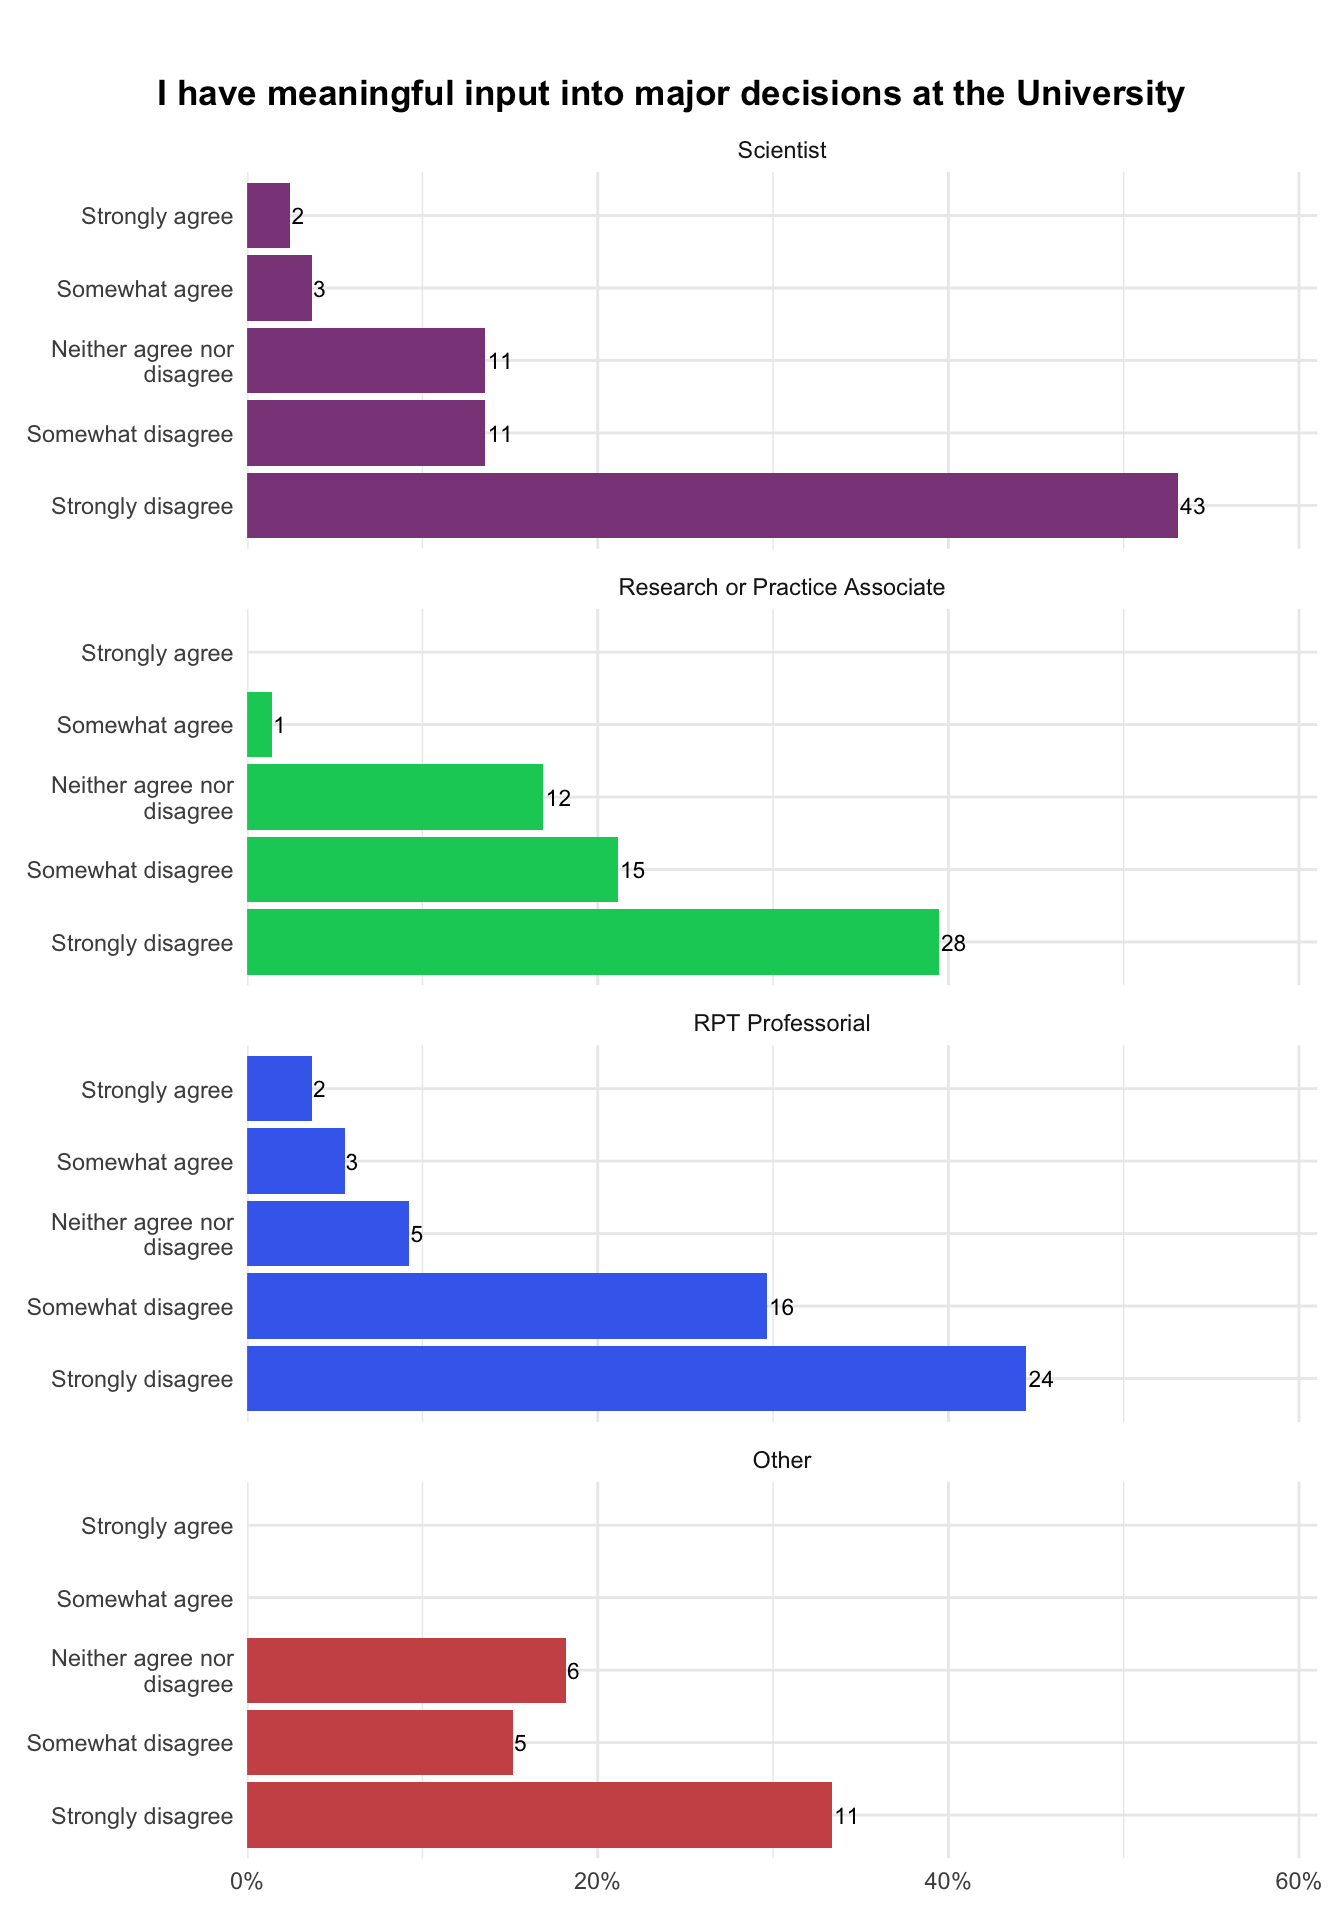 I have meaningful input into major decisions at the University
Scientist
Strongly agree
2
Somewhat agree
3
Neither agree nor
disagree
11
Somewhat disagree
11
Strongly disagree
43
Research or Practice Associate
Strongly agree
Somewhat agree
1
Neither agree nor
disagree
12
Somewhat disagree
15
Strongly disagree
28
RPT Professorial
Strongly agree
2
Somewhat agree
3
Neither agree nor
disagree
5
Somewhat disagree
16
Strongly disagree
24
Other
Strongly agree
Somewhat agree
Neither agree nor
disagree
6
Somewhat disagree
5
Strongly disagree
11
0%
20%
40%
60%